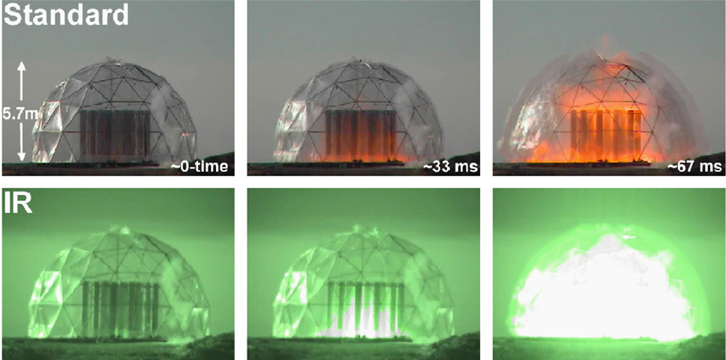 Standard
5.7m
~0-time
~33 ms
~67 ms
IR